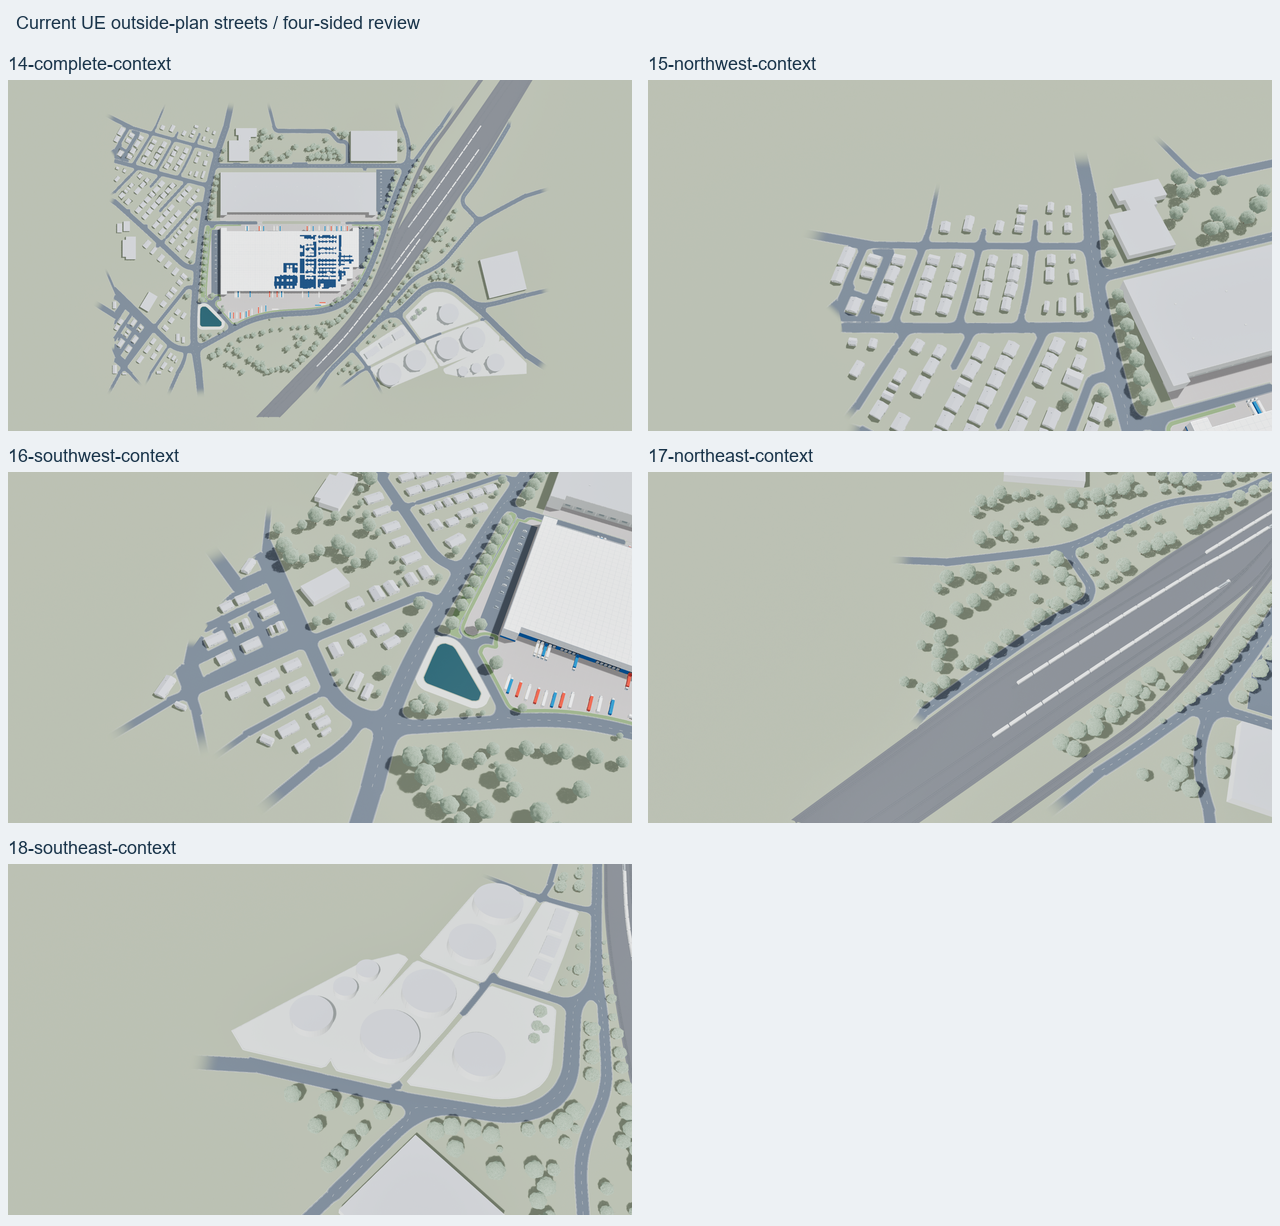 Current UE outside-plan streets / four-sided review
14-complete-context
15-northwest-context
16-southwest-context
17-northeast-context
18-southeast-context